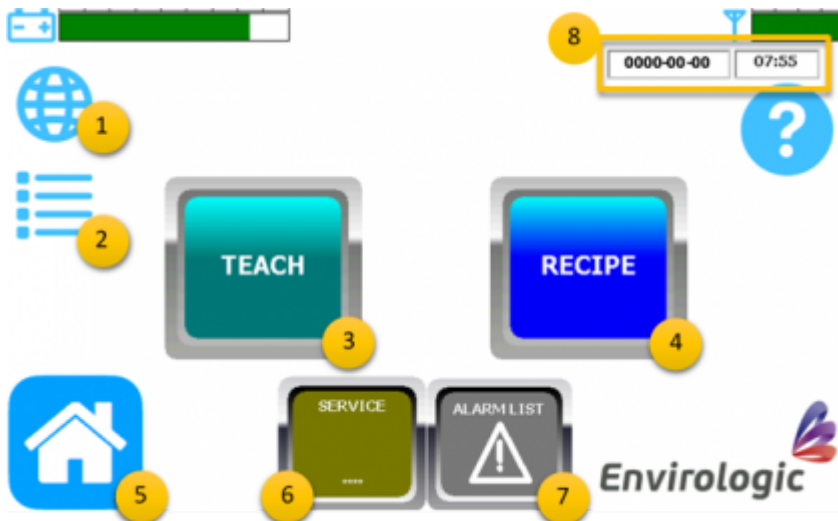 8
0000-00-00 07:55
1
2
TEACH
RECIPE
3
4
SERVICE
ALARM LIST
****
Envirologic
5
6
7